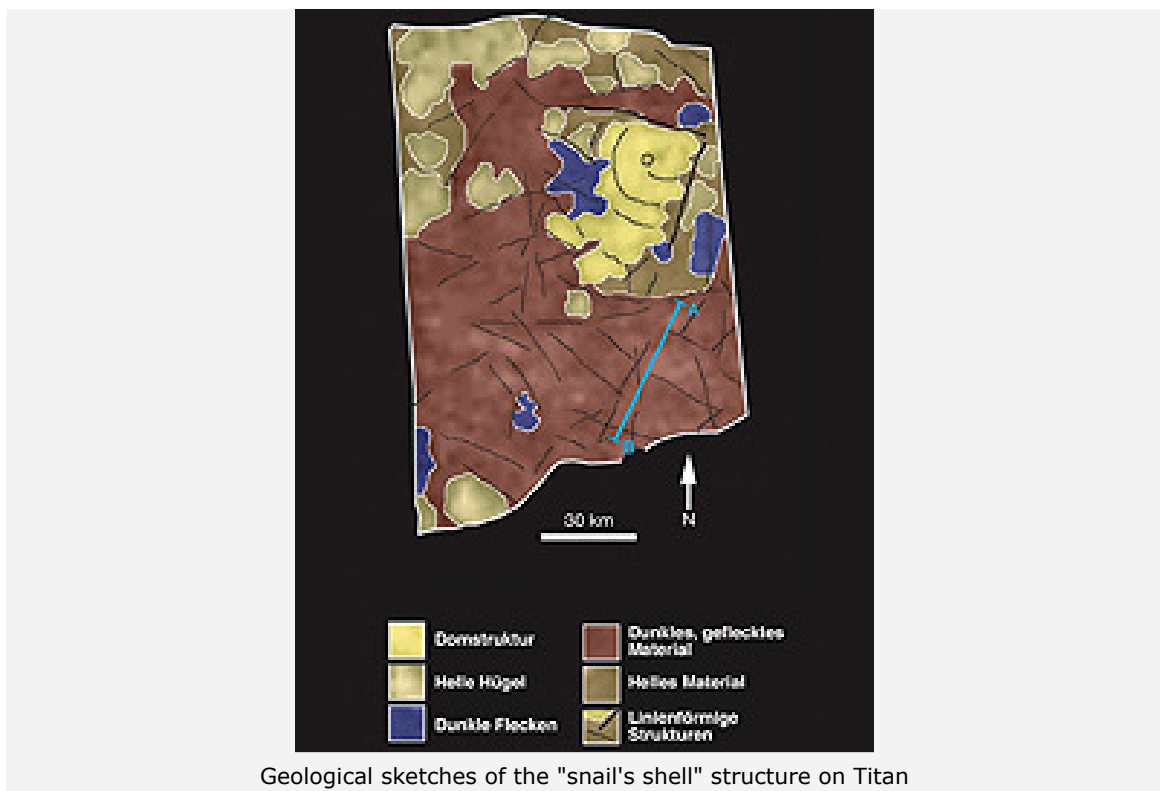 A
B
30 km
N
Domstruktur
Helle Hügel
Dunkle Flecken
Dunkles, geflecktes
Material
Helles Material
Linienförmige
Strukturen
Geological sketches of the "snail's shell" structure on Titan